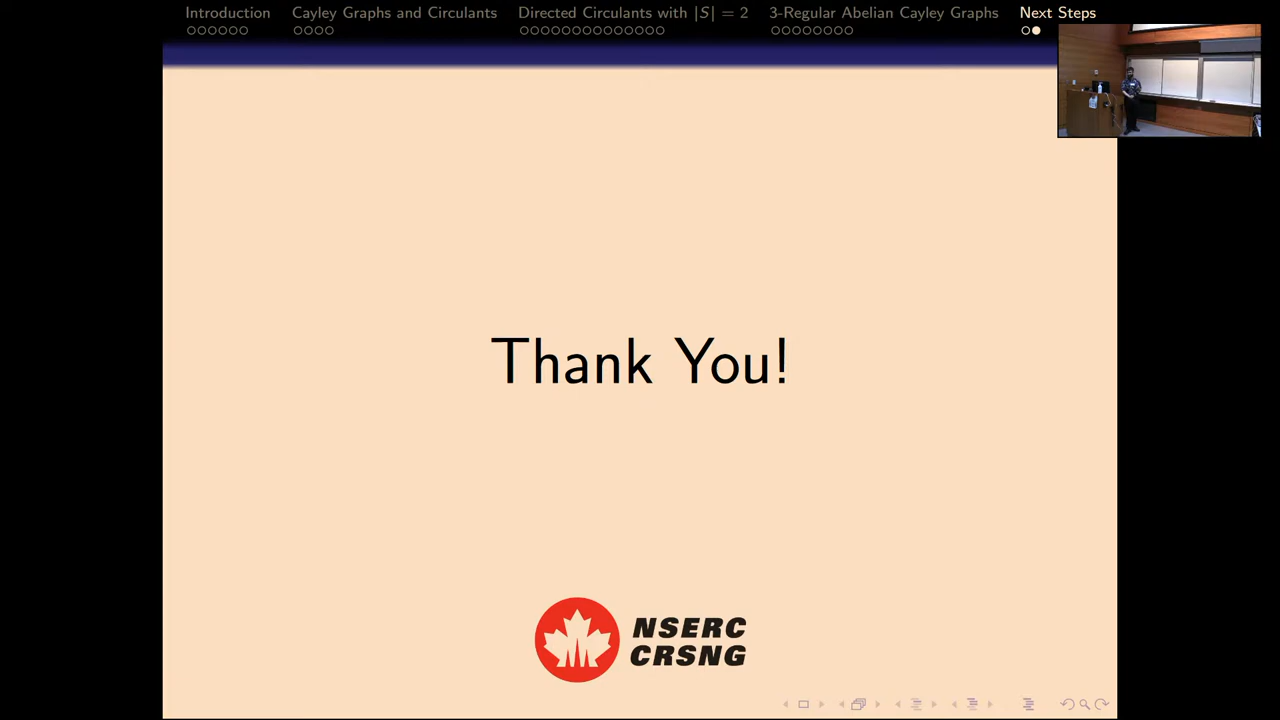 Introduction
Cayley Graphs and Circulants
Directed Circulants with |S| = 2
3-Regular Abelian Cayley Graphs
Next Steps
Thank You!
NSERC
CRSNG